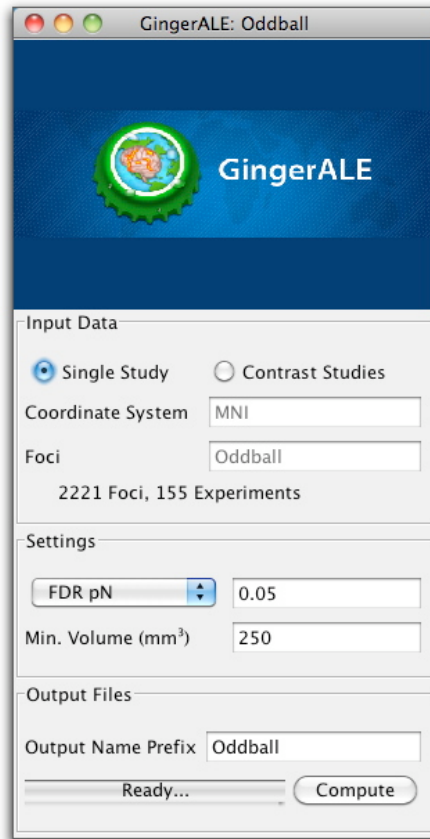 GingerALE: Oddball
GingerALE
Input Data
Single Study Contrast Studies
Coordinate System MNI
Foci Oddball
2221 Foci, 155 Experiments
Settings
FDR pN 0.05
Min. Volume (mm³) 250
Output Files
Output Name Prefix Oddball
Ready... Compute